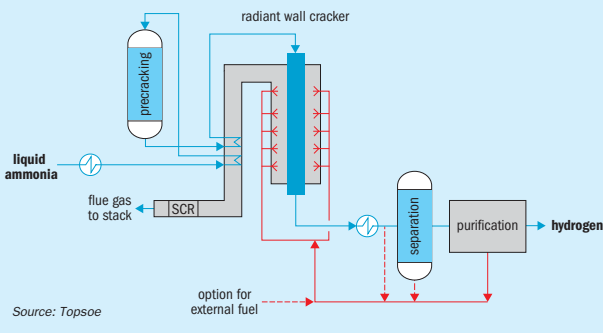 radiant wall cracker
precracking
liquid
ammonia
flue gas
to stack
SCR
separation
purification
hydrogen
option for
external fuel
Source: Topsoe